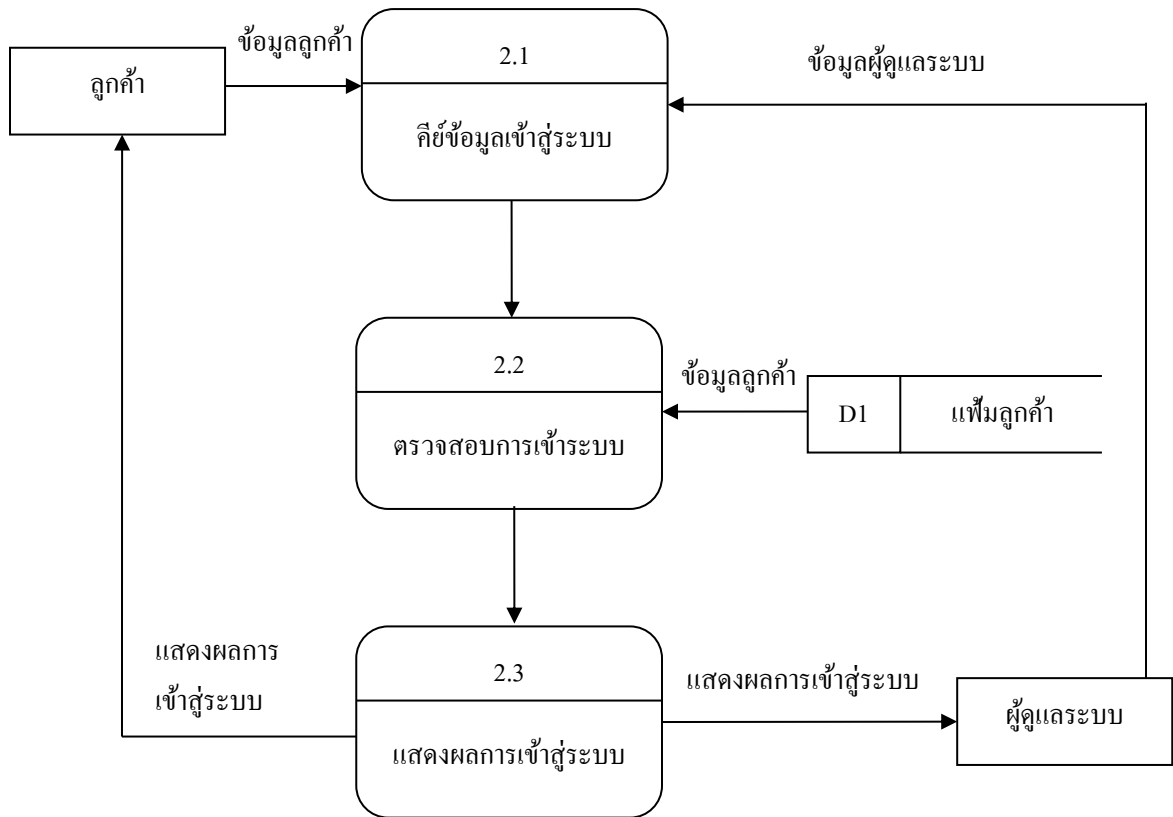 ข้อมูลลูกค้า
2.1
ข้อมูลผู้ดูแลระบบ
ลูกค้า
คีย์ข้อมูลเข้าสู่ระบบ
2.2
ข้อมูลลูกค้า
D1
แฟ้มลูกค้า
ตรวจสอบการเข้าระบบ
แสดงผลการ
เข้าสู่ระบบ
2.3
แสดงผลการเข้าสู่ระบบ
ผู้ดูแลระบบ
แสดงผลการเข้าสู่ระบบ